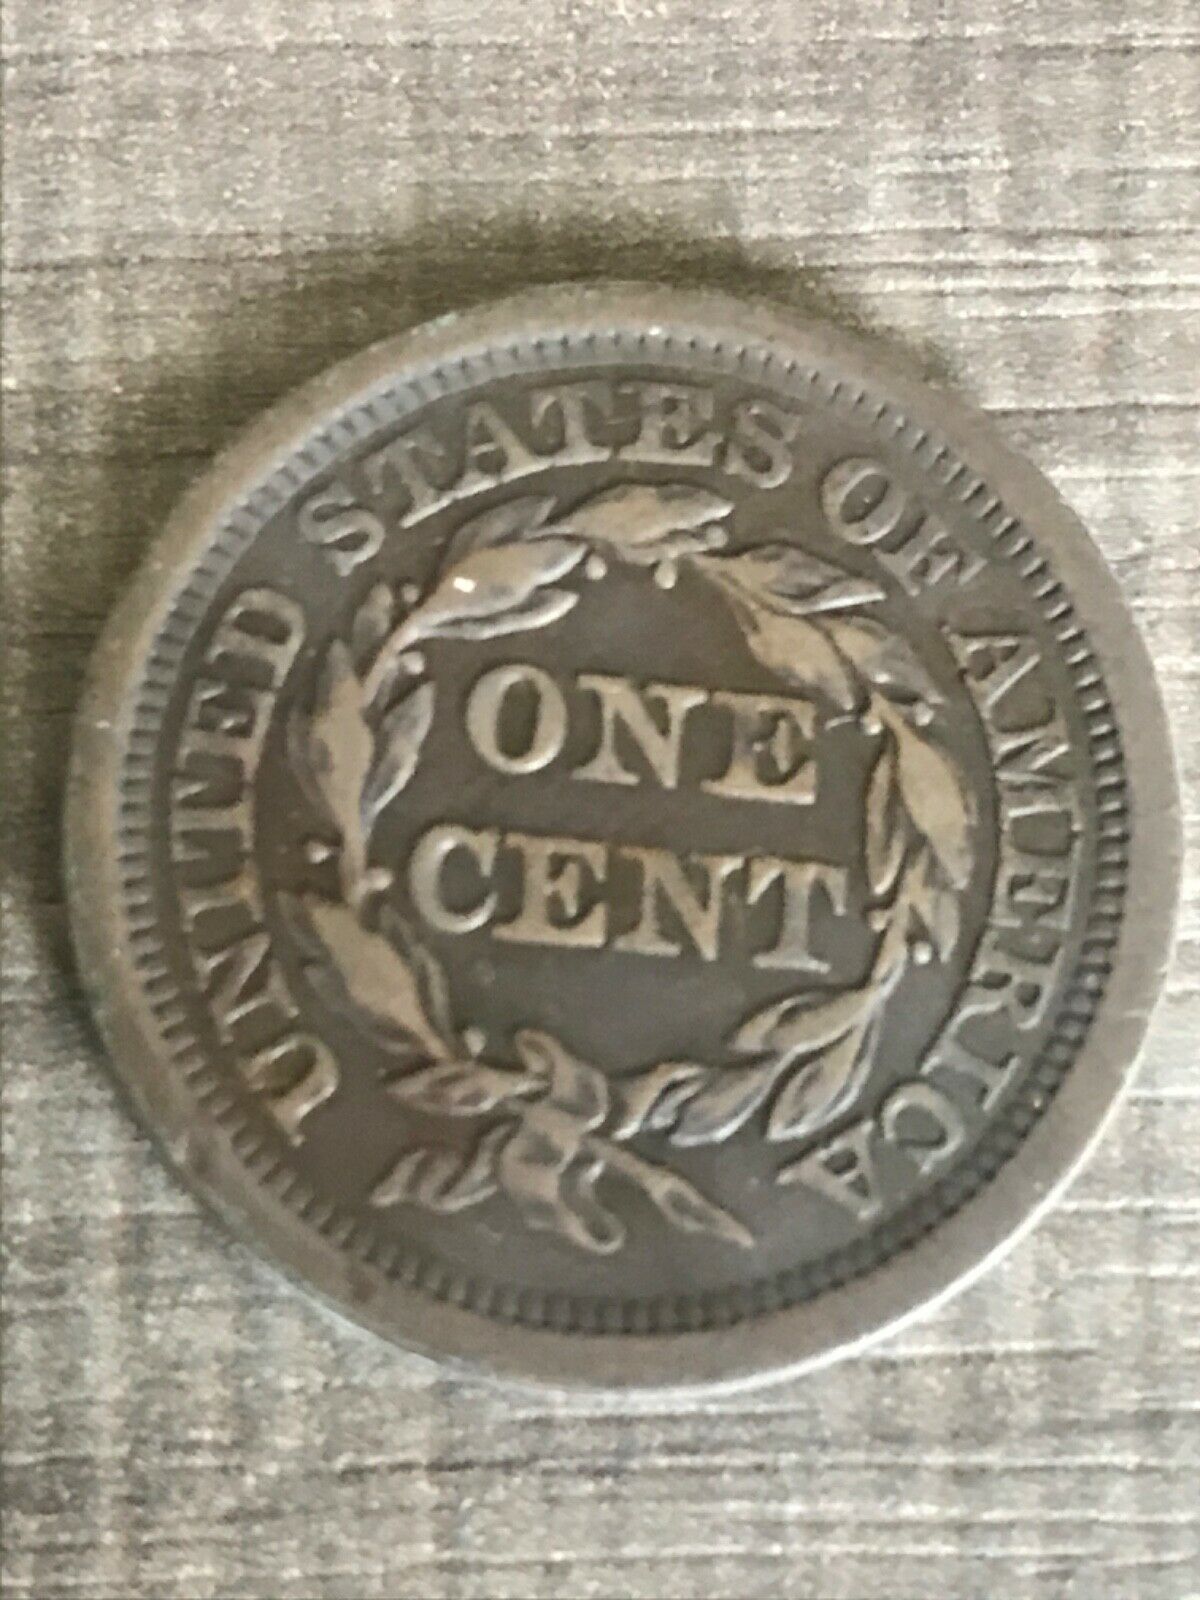 UNITED STATES OF AMERICA
ONE
CENT